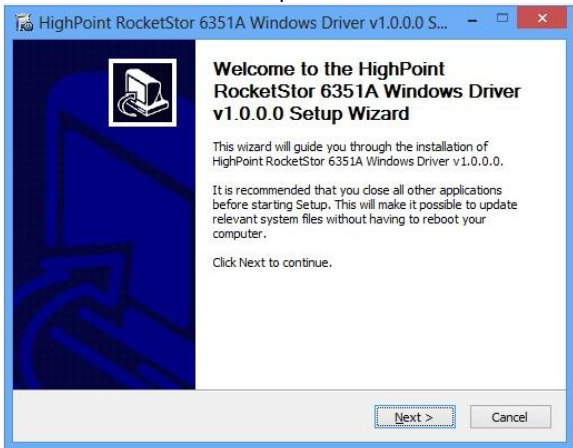 HighPoint RocketStor 6351A Windows Driver v1.0.0.0 S...
Welcome to the HighPoint
RocketStor 6351A Windows Driver
v1.0.0.0 Setup Wizard
This wizard will guide you through the installation of
HighPoint RocketStor 6351A Windows Driver v1.0.0.0.
It is recommended that you close all other applications
before starting Setup. This will make it possible to update
relevant system files without having to reboot your
computer.
Click Next to continue.
Next >
Cancel